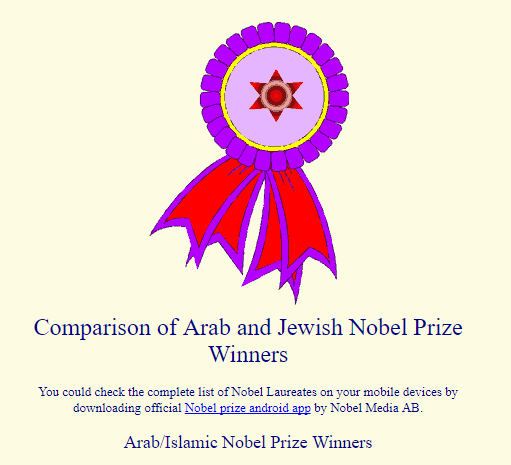 Comparison of Arab and Jewish Nobel Prize
Winners
You could check the complete list of Nobel Laureates on your mobile devices by
downloading official Nobel prize android app by Nobel Media AB.
Arab/Islamic Nobel Prize Winners